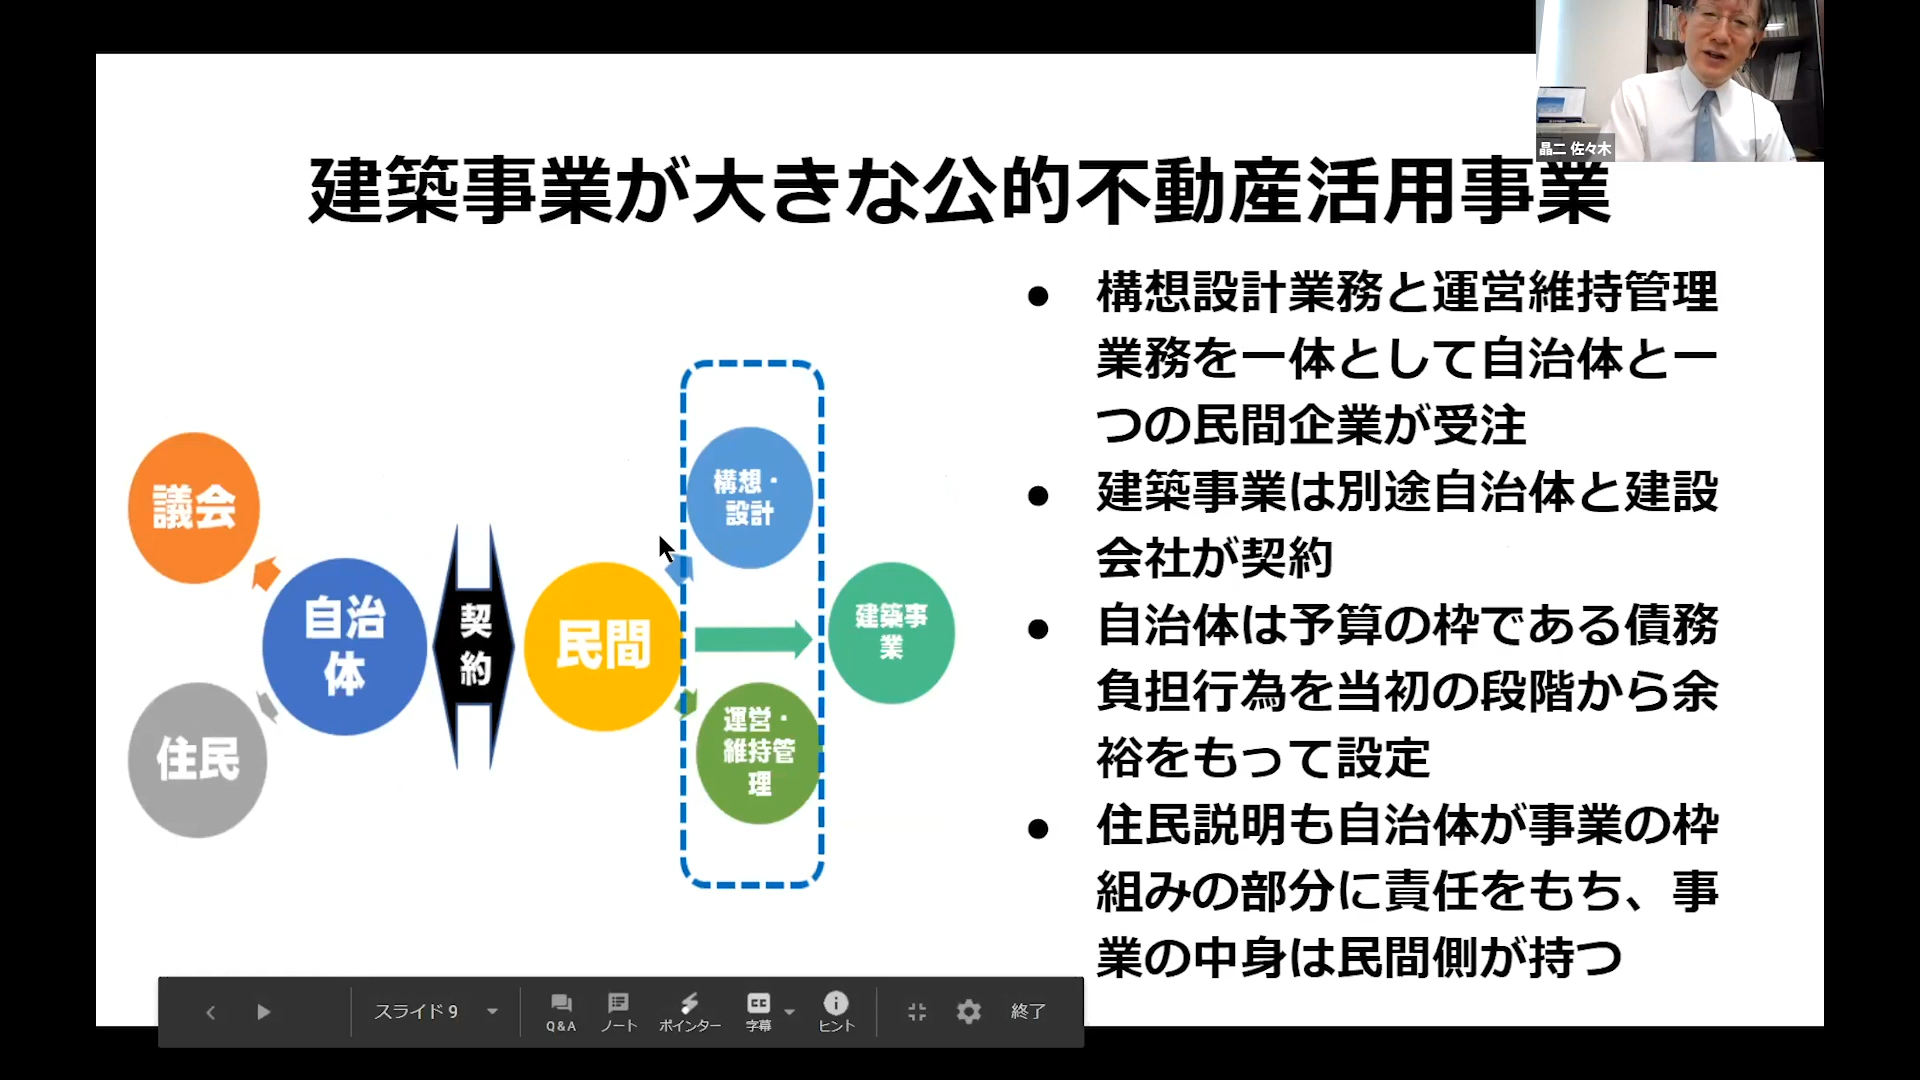 晶二 佐々木
建築事業が大きな公的不動産活用事業
● 構想設計業務と運営維持管理
業務を一体として自治体と一
つの民間企業が受注
● 建築事業は別途自治体と建設
会社が契約
● 自治体は予算の枠である債務
負担行為を当初の段階から余
裕をもって設定
● 住民説明も自治体が事業の枠
組みの部分に責任をもち、事
業の中身は民間側が持つ
議会
住民
自治
体
契
約
民間
構想・
設計
運営・
維持管
理
建築事
業
スライド 9
Q&A
ノート
ポインター
CC
字幕
ヒント
終了